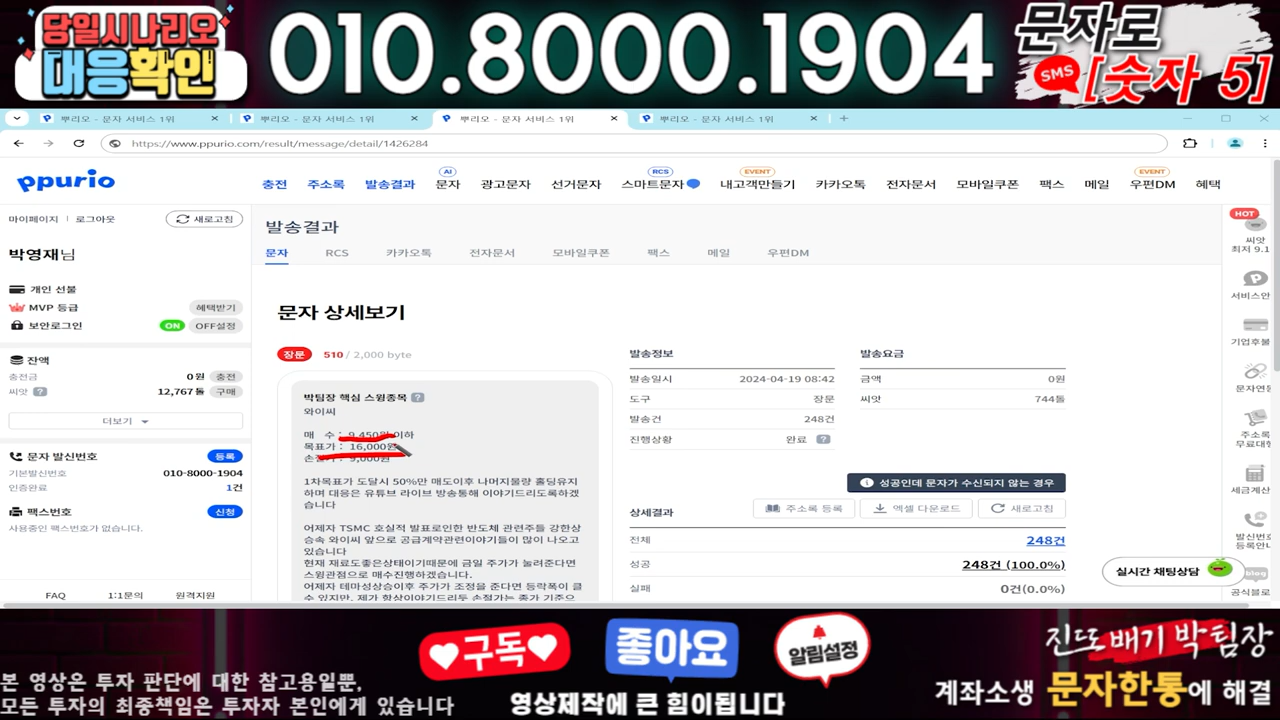 당일시나리오
대응확인
010.8000.1904
문자로
SMS [숫자 5]
뿌리오 - 문자 서비스 1위
뿌리오 - 문자 서비스 1위
뿌리오 - 문자 서비스 1위
뿌리오 - 문자 서비스 1위
https://www.ppurio.com/result/message/detail/1426284
AI RCS EVENT EVENT
ppurio 충전 주소록 발송결과 문자 광고문자 선거문자 스마트문자 내고객만들기 카카오톡 전자문서 모바일쿠폰 팩스 메일 우편DM 혜택
마이페이지 로그아웃 새로고침
박영재님
개인 선불
MVP 등급 혜택받기
보안로그인 ON OFF설정
잔액
충전금 0원 충전
씨앗 ? 12,767톨 구매
더보기
문자 발신번호 등록
기본발신번호 010-8000-1904
인증완료 1건
팩스번호 신청
사용중인 팩스번호가 없습니다.
FAQ 1:1문의 원격지원
발송결과
문자 RCS 카카오톡 전자문서 모바일쿠폰 팩스 메일 우편DM
문자 상세보기
장문 510 / 2,000 byte
박팀장 핵심 스윙종목 ?
와이씨
매 수 : 9,450원 이하
목표가 : 16,000원
손절가 : 9,000원
1차목표가 도달시 50%만 매도이후 나머지물량 홀딩유지
하며 대응은 유튜브 라이브 방송통해 이야기드리도록하겠
습니다
어제자 TSMC 호실적 발표로인한 반도체 관련주들 강한상
승속 와이씨 앞으로 공급계약관련이야기들이 많이 나오고
있습니다
현재 재료도좋은상태이기때문에 금일 주가가 눌려준다면
스윙관점으로 매수진행하겠습니다.
어제자 테마성상승이후 주가가 조정을 준다면 등락폭이 클
수 있지만, 제가 항상이야기드리듯 손절가는 종가 기준으
발송정보
발송일시 2024-04-19 08:42
도구 장문
발송건 248건
진행상황 완료 ?
발송요금
금액 0원
씨앗 744톨
성공인데 문자가 수신되지 않는 경우
상세결과 주소록 등록 엑셀 다운로드 새로고침
전체 248건
성공 248건 (100.0%)
실패 0건(0.0%)
HOT
씨앗
최저 9.1
서비스안
기업후불
문자연동
주소록
무료대행
세금계산
발신번호
등록안내
blog
공식블로
실시간 채팅상담
구독
좋아요
알림설정
영상제작에 큰 힘이됩니다
본 영상은 투자 판단에 대한 참고용일뿐,
모든 투자의 최종책임은 투자자 본인에게 있습니다
진또배기 박팀장
계좌소생 문자한통에 해결